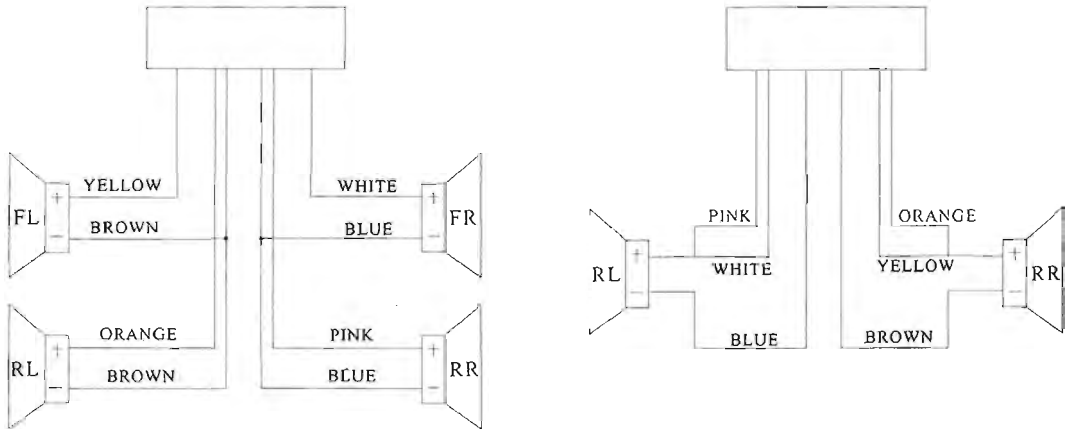 YELLOW
WHITE
+
+
FL
FR
BROWN
BLUE
−
−
ORANGE
PINK
+
+
RL
RR
BROWN
BLUE
−
−
PINK
ORANGE
+
+
RL
WHITE
YELLOW
RR
−
−
BLUE
BROWN